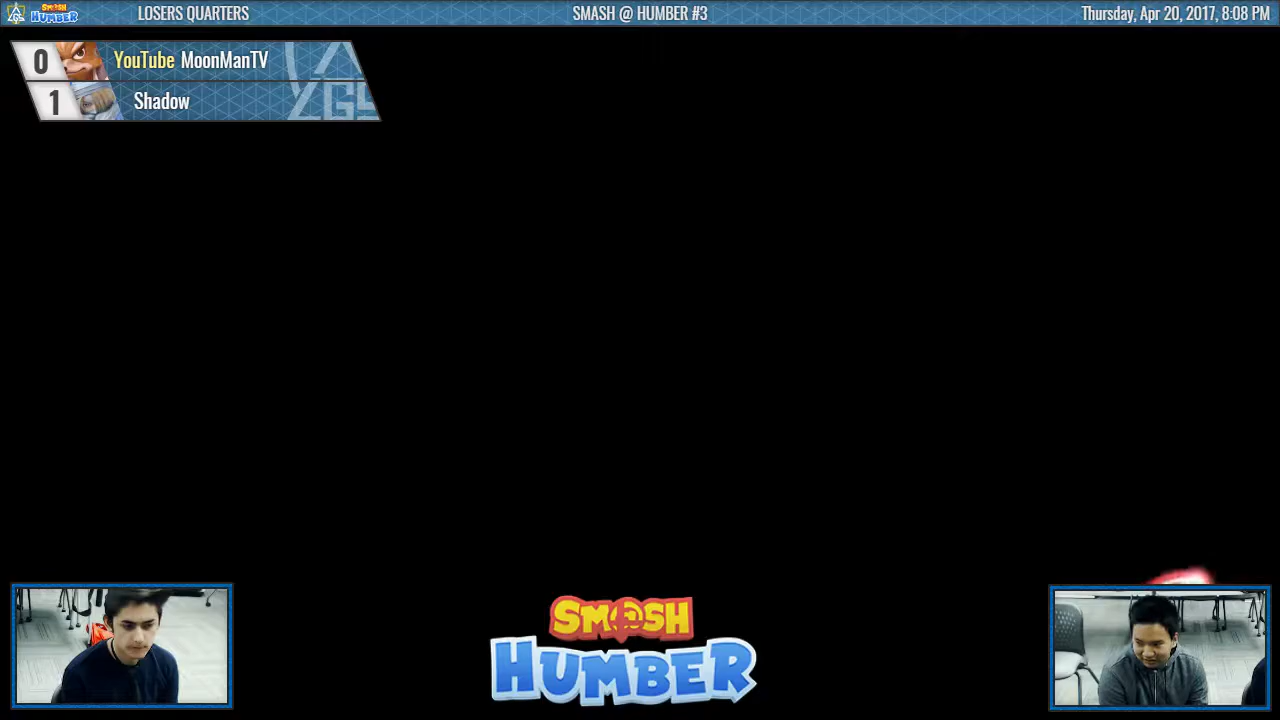 SMASH HUMBER
LOSERS QUARTERS
SMASH @ HUMBER #3
Thursday, Apr 20, 2017, 8:08 PM
0 YouTube MoonManTV
1 Shadow
SMASH
HUMBER